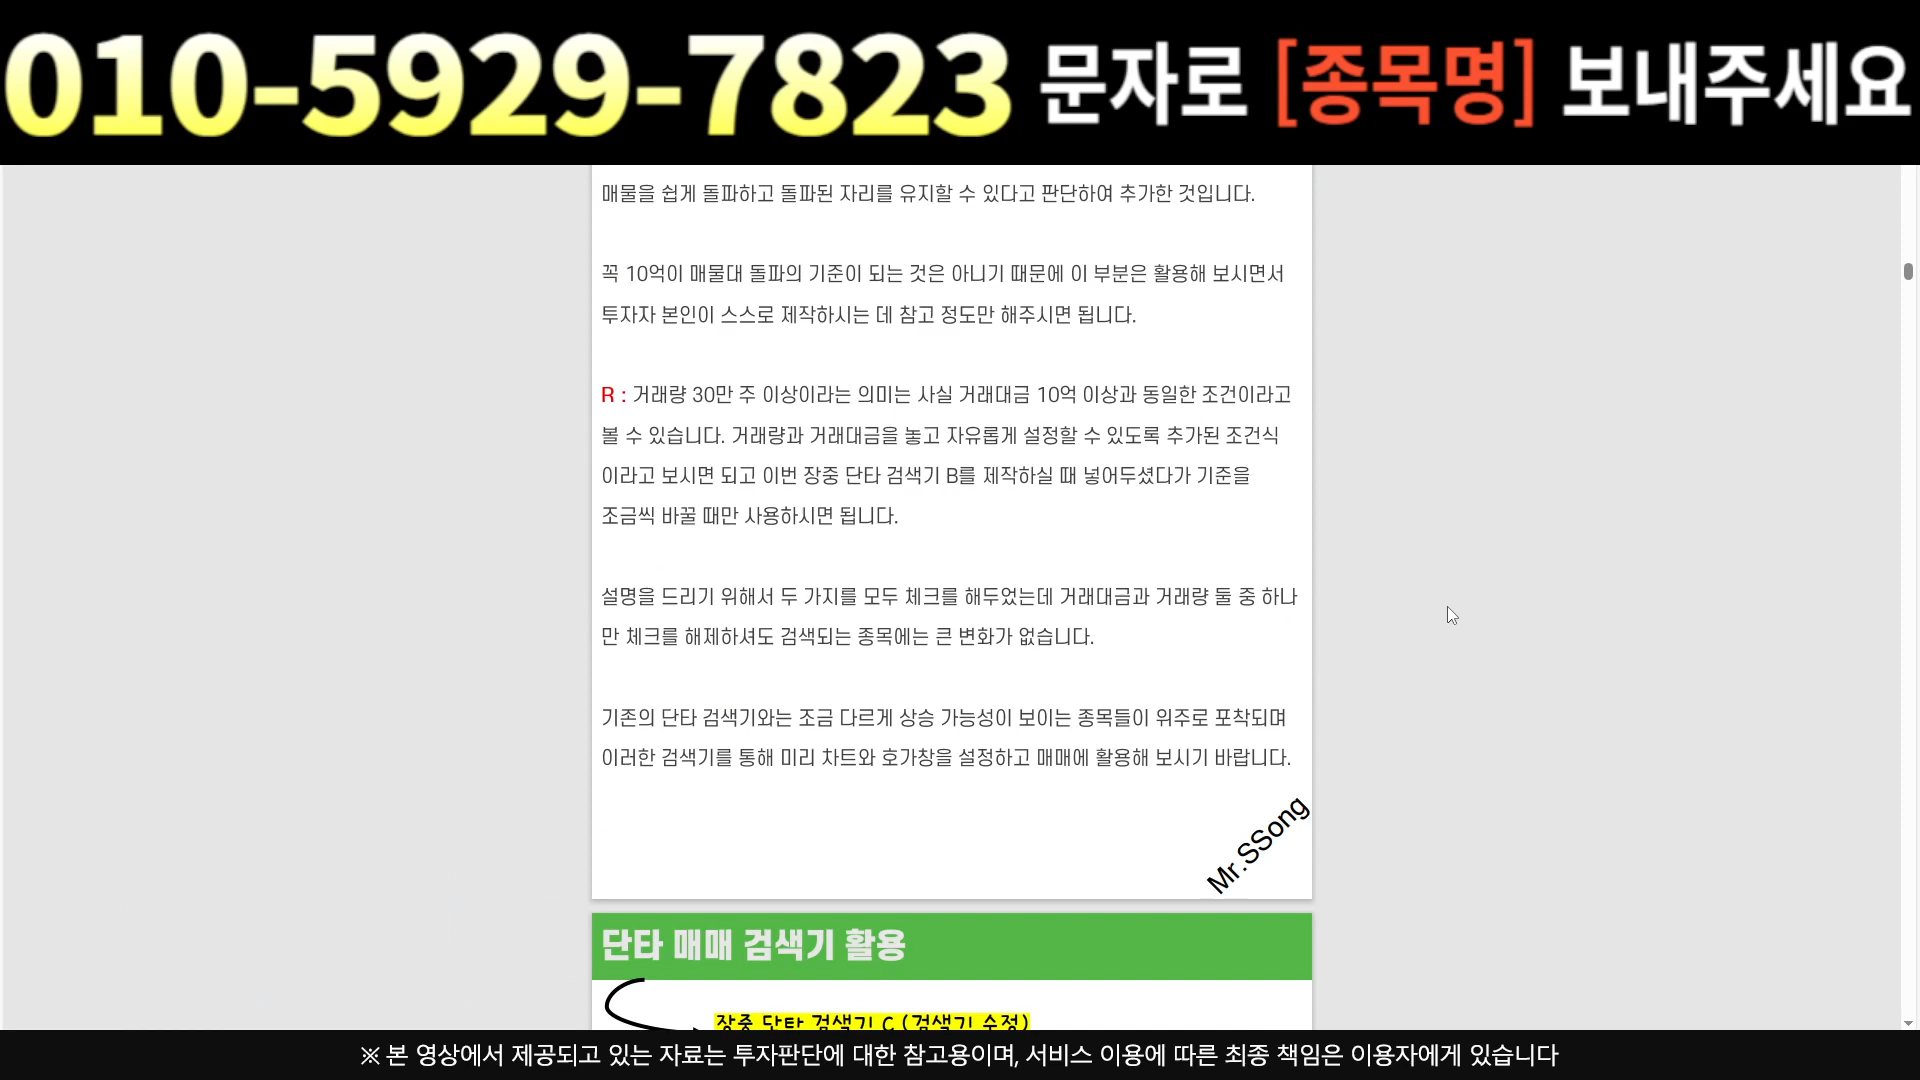 010-5929-7823 문자로 [종목명] 보내주세요
매물을 쉽게 돌파하고 돌파된 자리를 유지할 수 있다고 판단하여 추가한 것입니다.
꼭 10억이 매물대 돌파의 기준이 되는 것은 아니기 때문에 이 부분은 활용해 보시면서
투자자 본인이 스스로 제작하시는 데 참고 정도만 해주시면 됩니다.
R : 거래량 30만 주 이상이라는 의미는 사실 거래대금 10억 이상과 동일한 조건이라고
볼 수 있습니다. 거래량과 거래대금을 놓고 자유롭게 설정할 수 있도록 추가된 조건식
이라고 보시면 되고 이번 장중 단타 검색기 B를 제작하실 때 넣어두셨다가 기준을
조금씩 바꿀 때만 사용하시면 됩니다.
설명을 드리기 위해서 두 가지를 모두 체크를 해두었는데 거래대금과 거래량 둘 중 하나
만 체크를 해제하셔도 검색되는 종목에는 큰 변화가 없습니다.
기존의 단타 검색기와는 조금 다르게 상승 가능성이 보이는 종목들이 위주로 포착되며
이러한 검색기를 통해 미리 차트와 호가창을 설정하고 매매에 활용해 보시기 바랍니다.
Mr.SSong
단타 매매 검색기 활용
장중 단타 검색기 C (검색기 수정)
※ 본 영상에서 제공되고 있는 자료는 투자판단에 대한 참고용이며, 서비스 이용에 따른 최종 책임은 이용자에게 있습니다